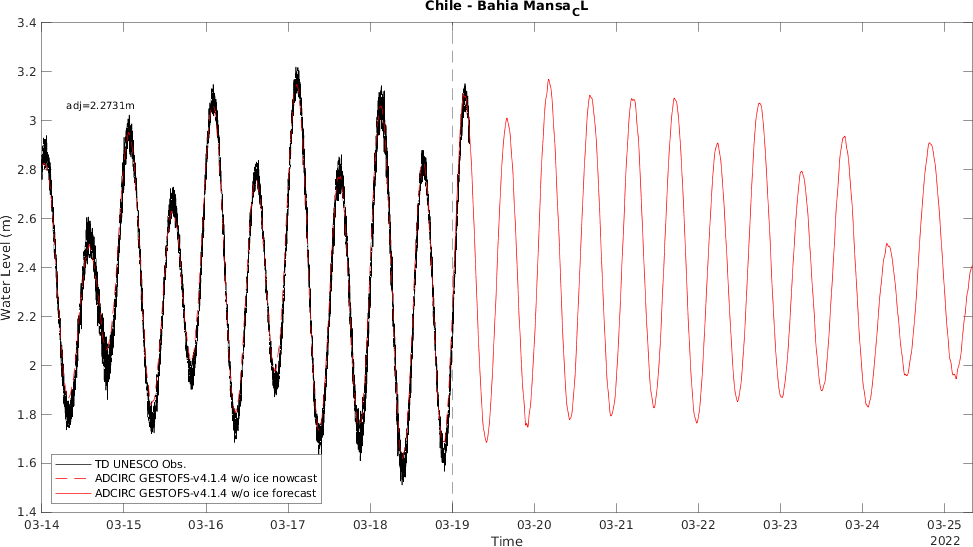 Chile - Bahia Mansa_CL
3.4
3.2
3
2.8
2.6
2.4
2.2
2
1.8
1.6
1.4
Water Level (m)
adj=2.2731m
TD UNESCO Obs.
ADCIRC GESTOFS-v4.1.4 w/o ice nowcast
ADCIRC GESTOFS-v4.1.4 w/o ice forecast
03-14 03-15 03-16 03-17 03-18 03-19 03-20 03-21 03-22 03-23 03-24 03-25
Time
2022